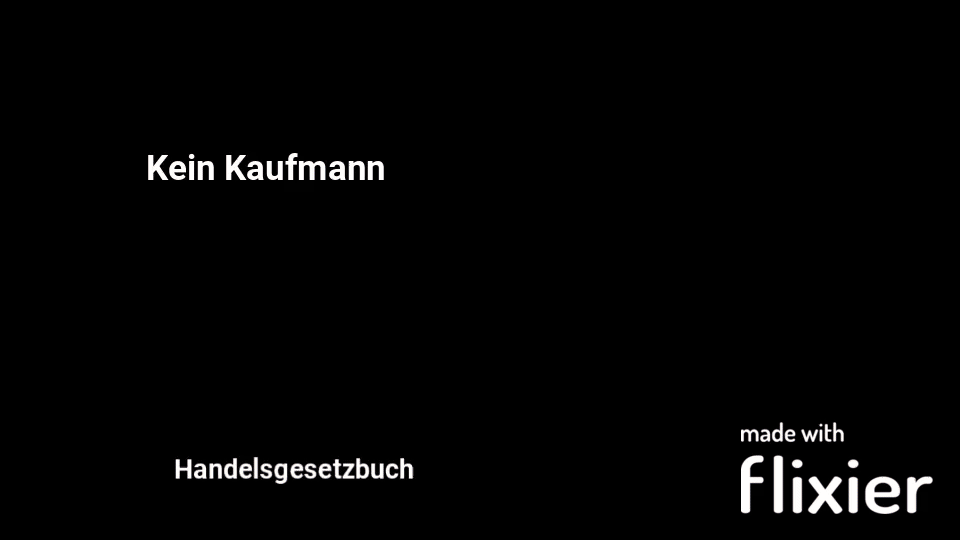 Kein Kaufmann
Handelsgesetzbuch
made with
flixier